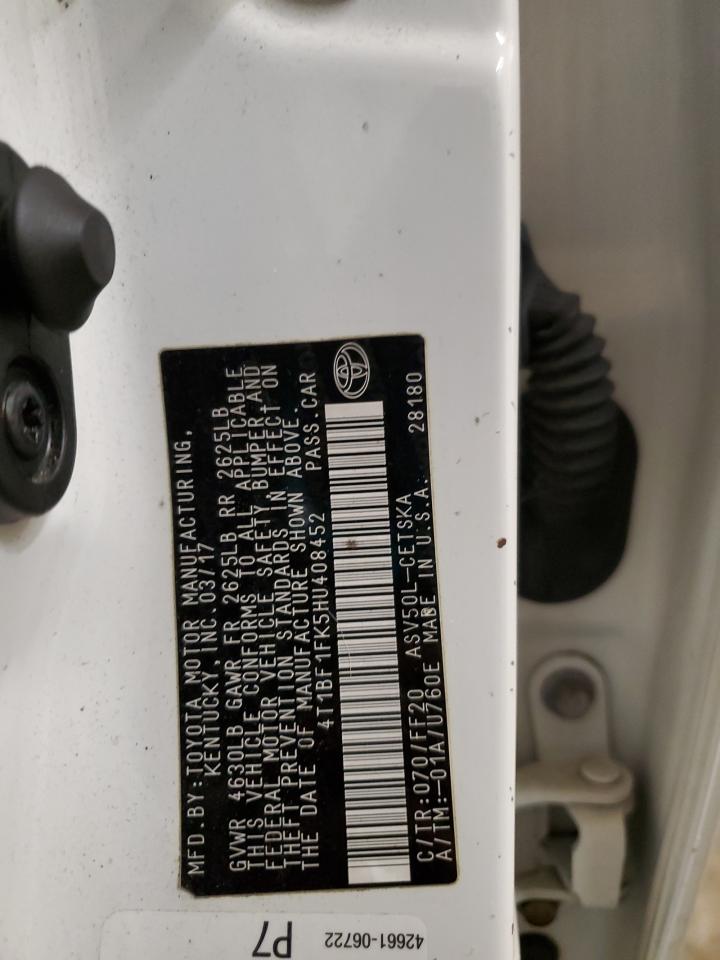 MFD. BY:TOYOTA MOTOR MANUFACTURING,
KENTUCKY,INC.03/17
GVWR 4630LB GAWR FR 2625LB RR 2625LB
THIS VEHICLE CONFORMS TO ALL APPLICABLE
FEDERAL MOTOR VEHICLE SAFETY BUMPER AND
THEFT PREVENTION STANDARDS IN EFFECT ON
THE DATE OF MANUFACTURE SHOWN ABOVE.
4T1BF1FK5HU408452 PASS.CAR
C/TR:070/FF20 ASV50L-CETSKA 28180
A/TM:-01A/U760E MADE IN U.S.A.
P7
42661-06722